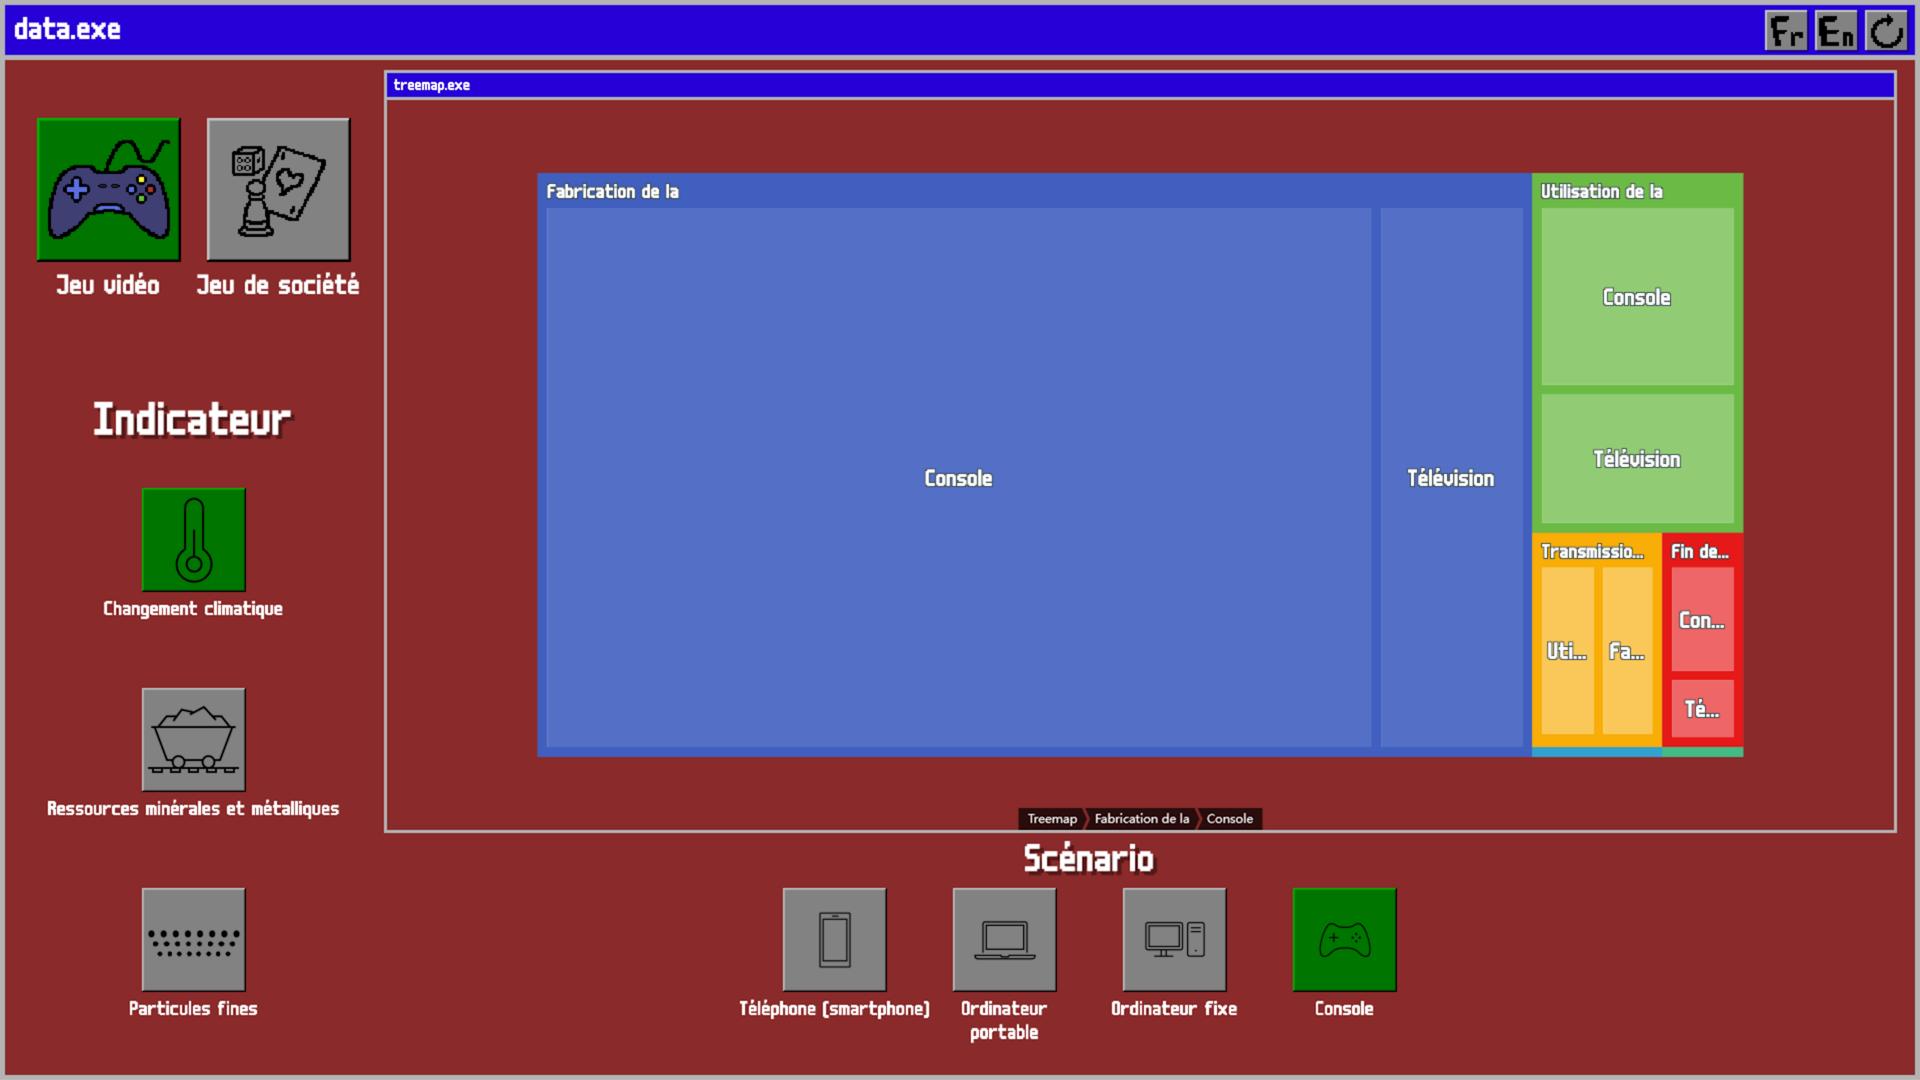 data.exe
Fr En
treemap.exe
Jeu vidéo
Jeu de société
Indicateur
Changement climatique
Ressources minérales et métalliques
Particules fines
Fabrication de la
Console
Télévision
Utilisation de la
Console
Télévision
Transmissio...
Uti...
Fa...
Fin de...
Con...
Té...
Treemap
Fabrication de la
Console
Scénario
Téléphone (smartphone)
Ordinateur
portable
Ordinateur fixe
Console